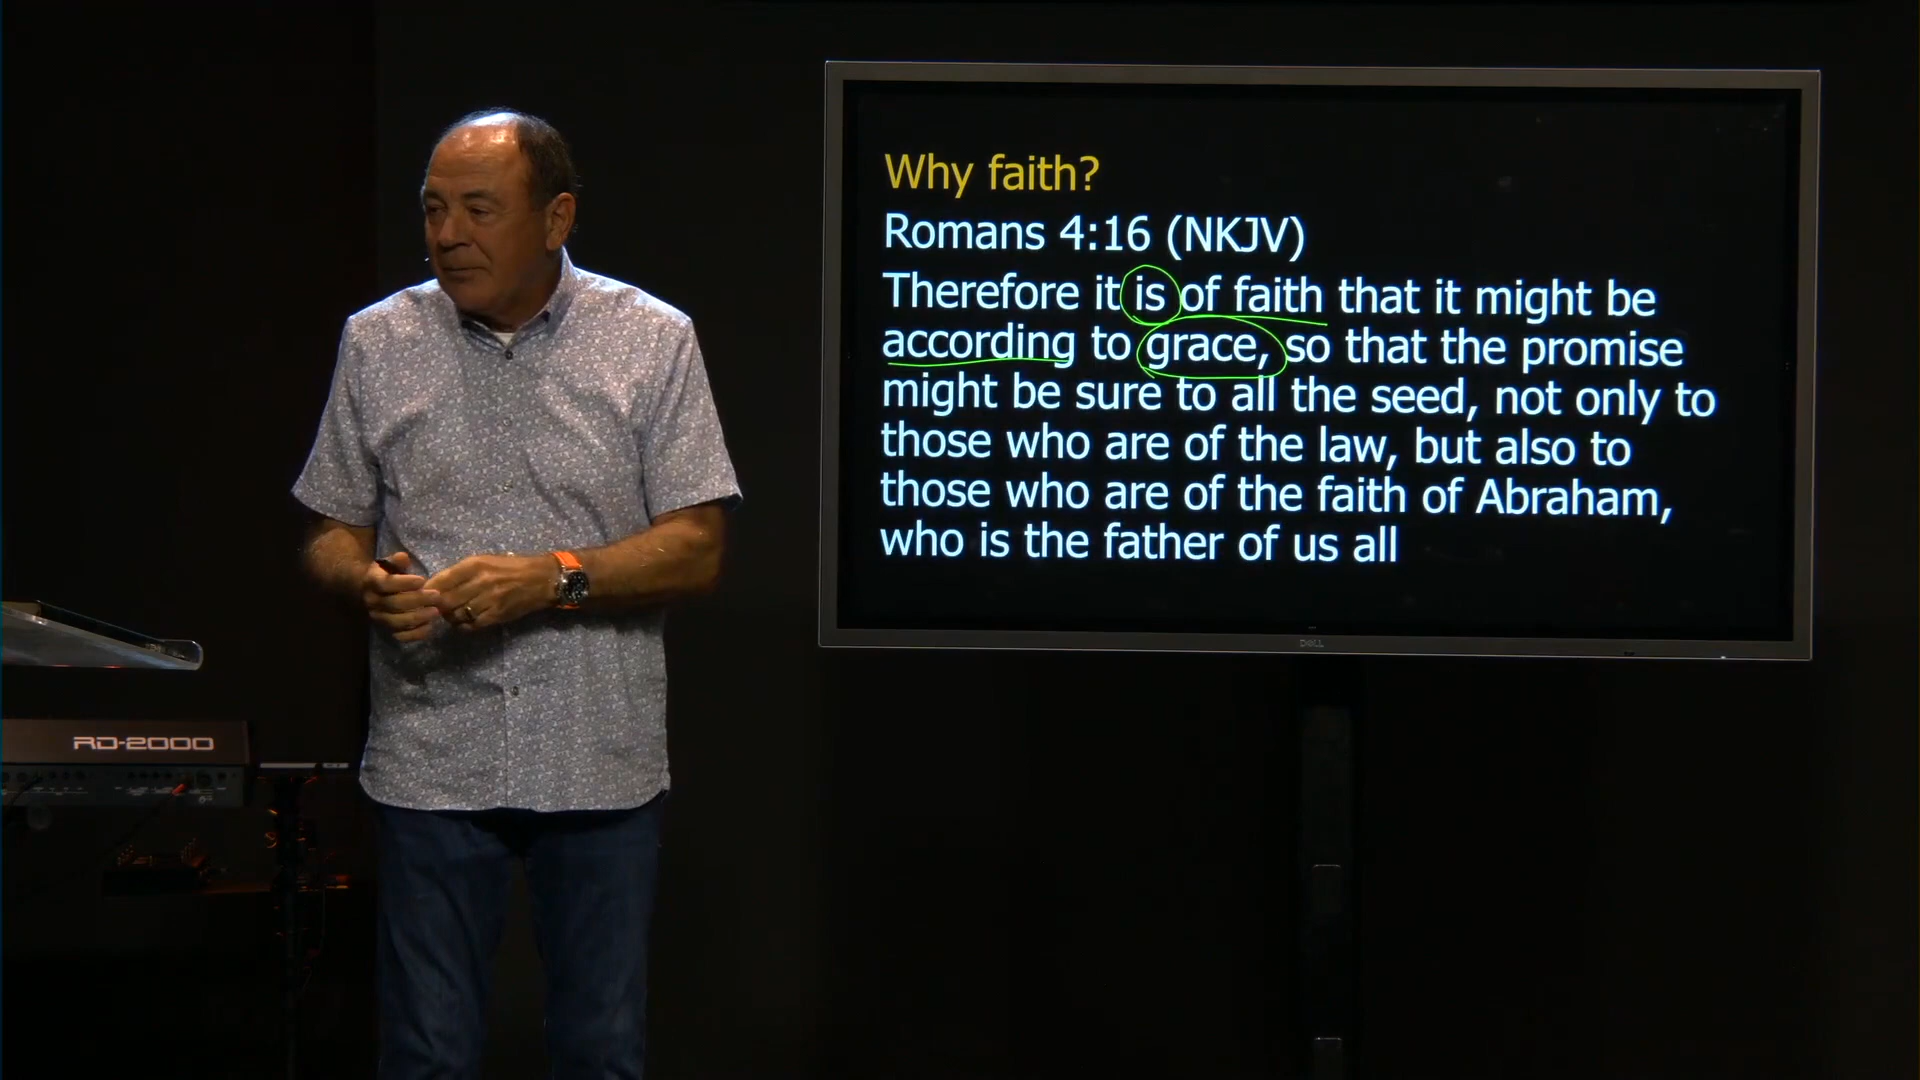 Why faith?
Romans 4:16 (NKJV)
Therefore it is of faith that it might be
according to grace, so that the promise
might be sure to all the seed, not only to
those who are of the law, but also to
those who are of the faith of Abraham,
who is the father of us all
DELL
RD-2000